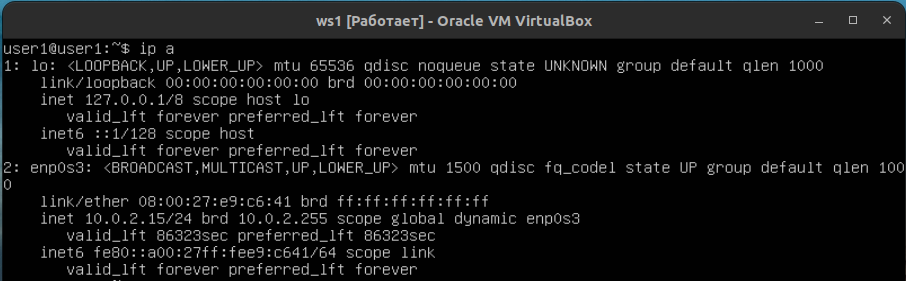 ws1 [Работает] - Oracle VM VirtualBox
user1@user1:~$ ip a
1: lo: <LOOPBACK,UP,LOWER_UP> mtu 65536 qdisc noqueue state UNKNOWN group default qlen 1000
    link/loopback 00:00:00:00:00:00 brd 00:00:00:00:00:00
    inet 127.0.0.1/8 scope host lo
       valid_lft forever preferred_lft forever
    inet6 ::1/128 scope host
       valid_lft forever preferred_lft forever
2: enp0s3: <BROADCAST,MULTICAST,UP,LOWER_UP> mtu 1500 qdisc fq_codel state UP group default qlen 100
0
    link/ether 08:00:27:e9:c6:41 brd ff:ff:ff:ff:ff:ff
    inet 10.0.2.15/24 brd 10.0.2.255 scope global dynamic enp0s3
       valid_lft 86323sec preferred_lft 86323sec
    inet6 fe80::a00:27ff:fee9:c641/64 scope link
       valid_lft forever preferred_lft forever